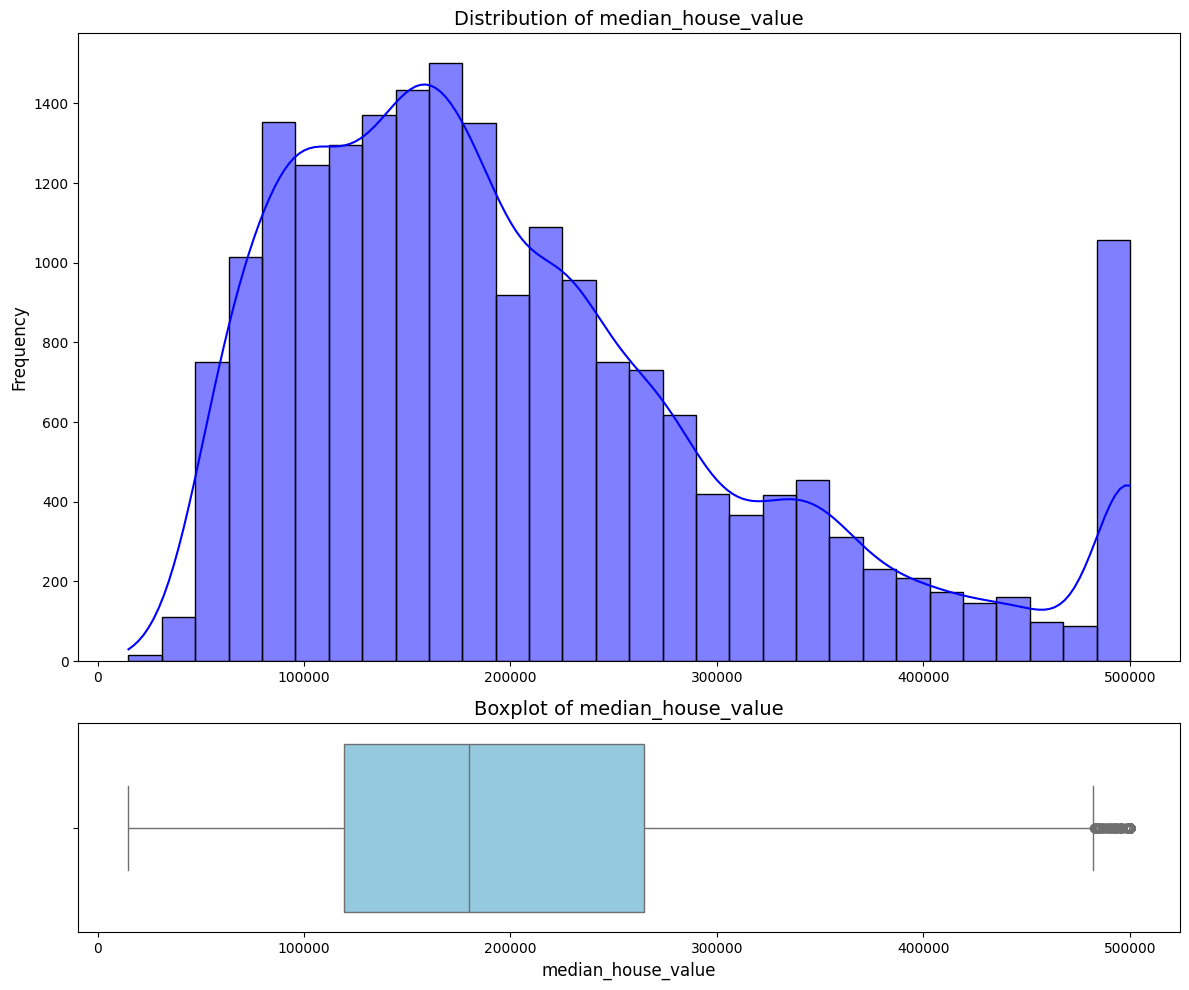 Distribution of median_house_value
1400
1200
1000
800
600
400
200
0
Frequency
0 100000 200000 300000 400000 500000
Boxplot of median_house_value
0 100000 200000 300000 400000 500000
median_house_value